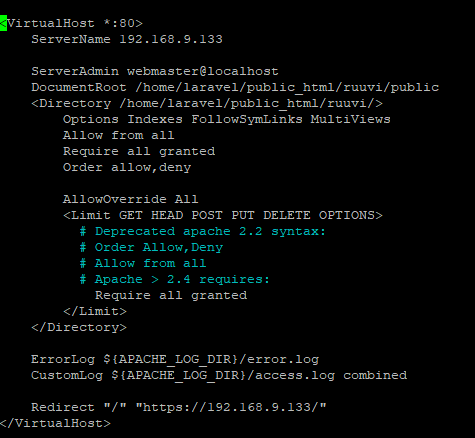 <VirtualHost *:80>
    ServerName 192.168.9.133

    ServerAdmin webmaster@localhost
    DocumentRoot /home/laravel/public_html/ruuvi/public
    <Directory /home/laravel/public_html/ruuvi/>
        Options Indexes FollowSymLinks MultiViews
        Allow from all
        Require all granted
        Order allow,deny

        AllowOverride All
        <Limit GET HEAD POST PUT DELETE OPTIONS>
          # Deprecated apache 2.2 syntax:
          # Order Allow,Deny
          # Allow from all
          # Apache > 2.4 requires:
            Require all granted
        </Limit>
    </Directory>

    ErrorLog ${APACHE_LOG_DIR}/error.log
    CustomLog ${APACHE_LOG_DIR}/access.log combined

    Redirect "/" "https://192.168.9.133/"
</VirtualHost>